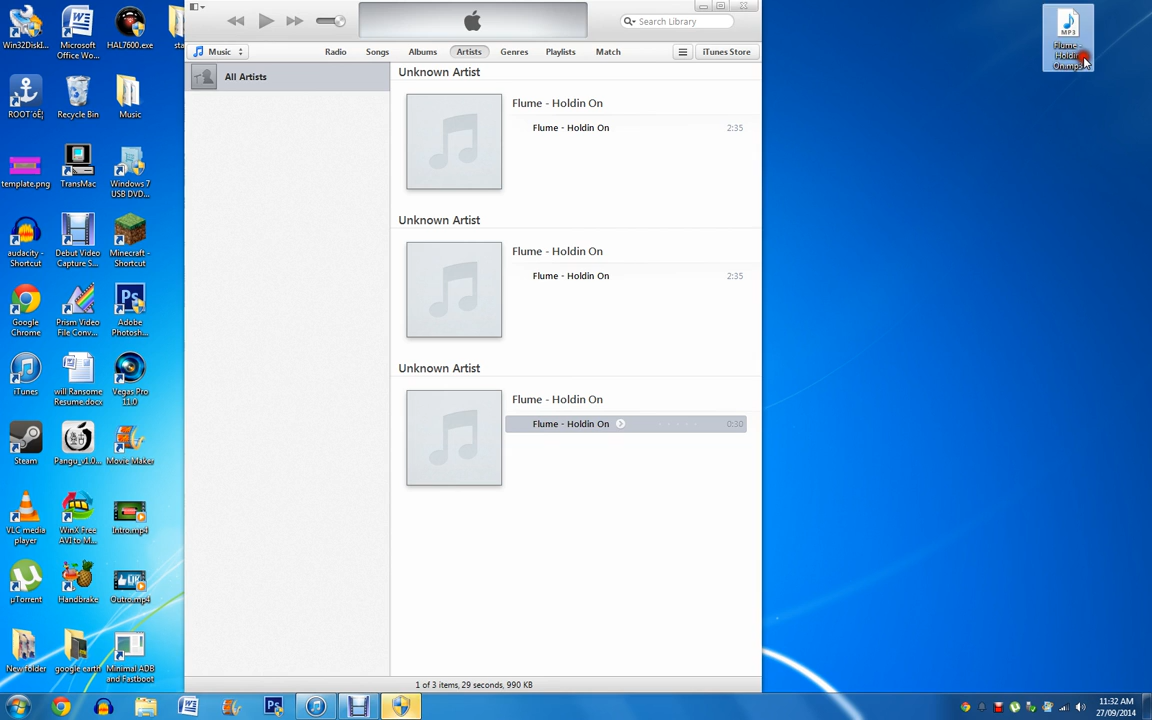 Win32Diskl...
Microsoft
Office Wo...
HAL7600.exe
sta
Search Library
Flume -
Holdin
On.mp3
Music
Radio
Songs
Albums
Artists
Genres
Playlists
Match
iTunes Store
All Artists
Unknown Artist
Flume - Holdin On
Flume - Holdin On
2:35
Unknown Artist
Flume - Holdin On
Flume - Holdin On
2:35
Unknown Artist
Flume - Holdin On
Flume - Holdin On
0:30
Recycle Bin
Music
MP3
template.png
TransMac
Windows 7
USB DVD...
audacity -
Shortcut
Debut Video
Capture S...
Minecraft -
Shortcut
Google
Chrome
Prism Video
File Conv...
Adobe
Photosh...
iTunes
will Ransome
Resume.docx
Vegas Pro
11.0
Steam
Pangu_v1.0...
Movie Maker
VLC media
player
WinX Free
AVI to M...
Intro.mp4
µTorrent
Handbrake
Outro.mp4
New folder
google earth
Minimal ADB
and Fastboot
1 of 3 items, 29 seconds, 990 KB
11:32 AM
27/09/2014